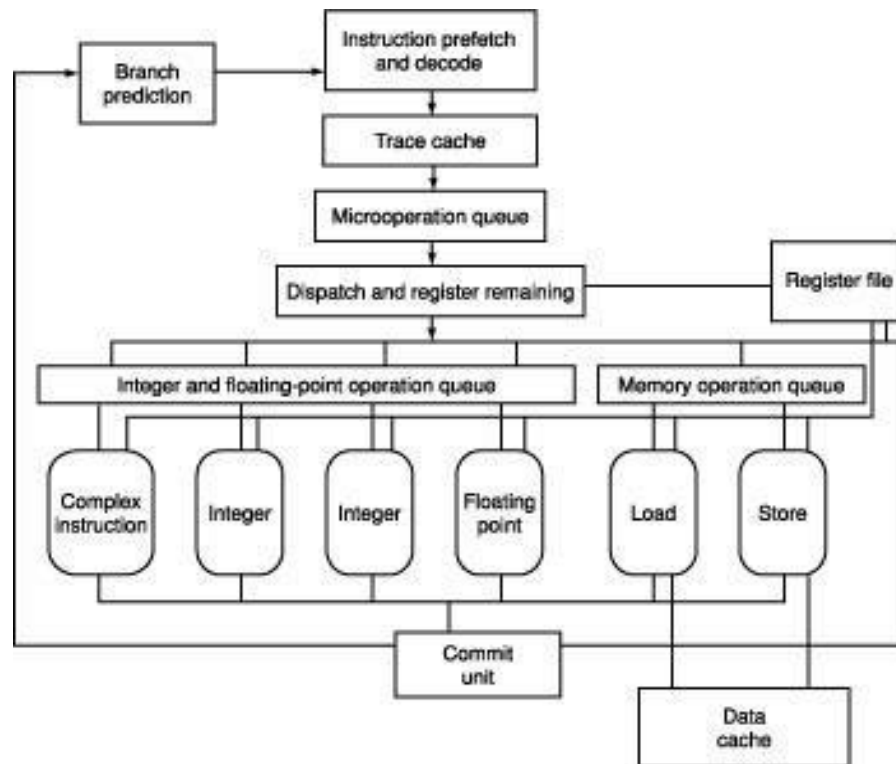 Instruction prefetch
and decode
Branch
prediction
Trace cache
Microoperation queue
Register file
Dispatch and register remaining
Integer and floating-point operation queue
Memory operation queue
Complex
instruction
Integer
Integer
Floating
point
Load
Store
Commit
unit
Data
cache